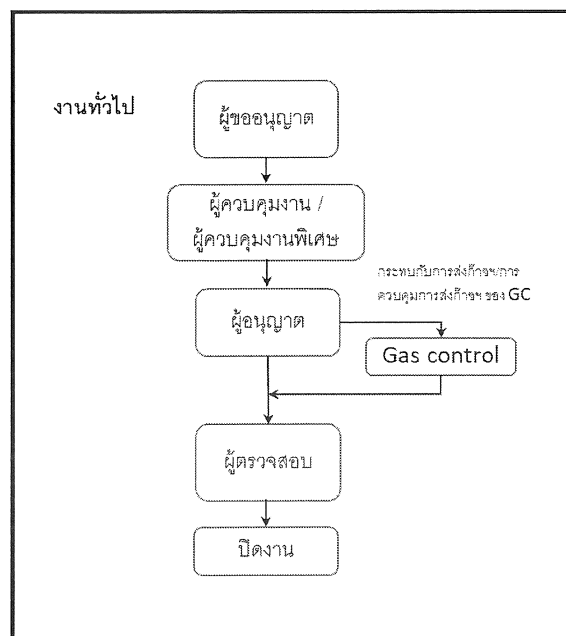 งานทั่วไป
ผู้ขออนุญาต
ผู้ควบคุมงาน /
ผู้ควบคุมงานพิเศษ
กระทบกับการส่งก๊าซฯ/การ
ควบคุมการส่งก๊าซฯ ของ GC
ผู้อนุญาต
Gas control
ผู้ตรวจสอบ
ปิดงาน